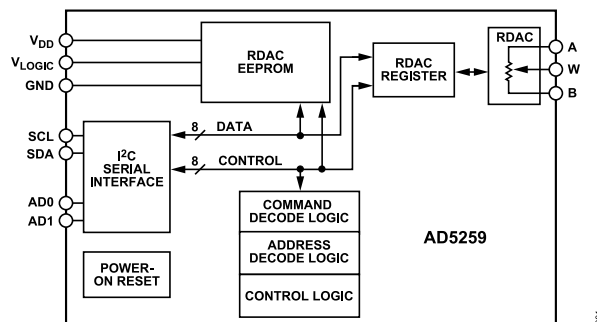 VDD
VLOGIC
GND
SCL
SDA
AD0
AD1
RDAC
EEPROM
RDAC
REGISTER
RDAC
A
W
B
I2C
SERIAL
INTERFACE
8 DATA
8 CONTROL
COMMAND
DECODE LOGIC
ADDRESS
DECODE LOGIC
CONTROL LOGIC
POWER-
ON RESET
AD5259